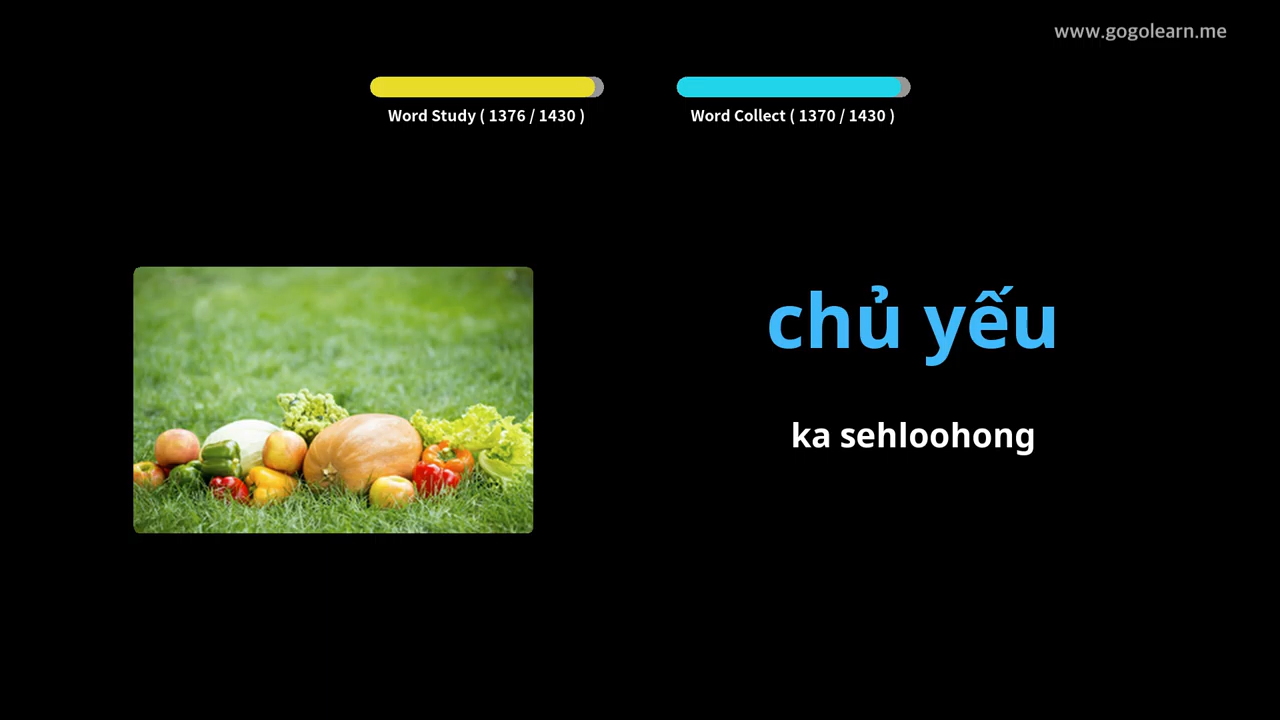 www.gogolearn.me
Word Study ( 1376 / 1430 )
Word Collect ( 1370 / 1430 )
chủ yếu
ka sehloohong